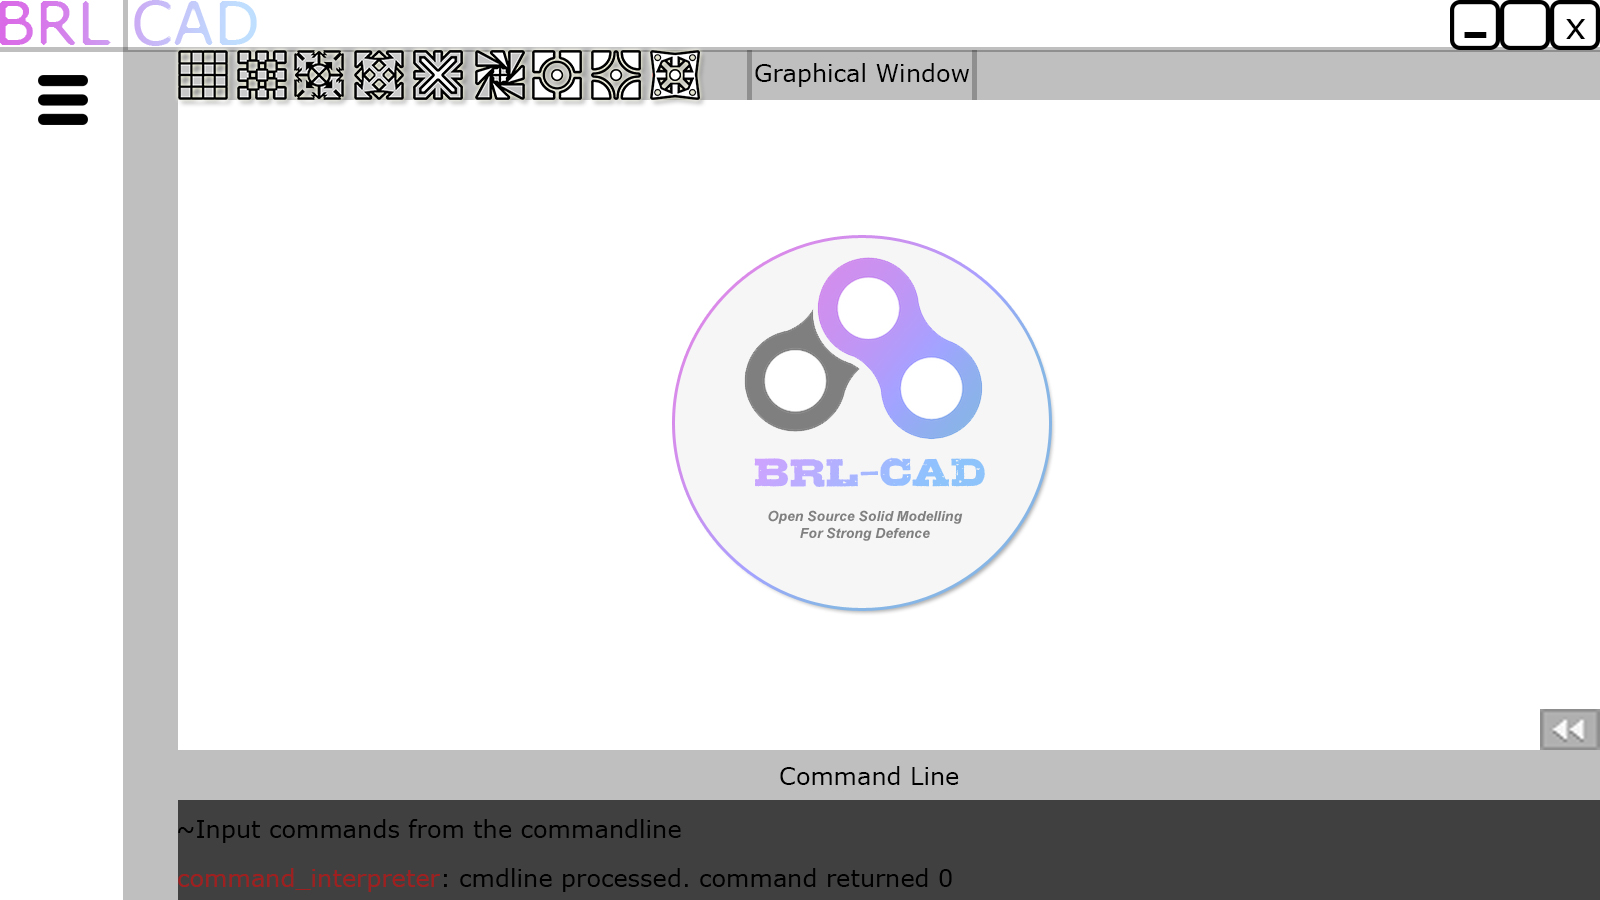 BRL CAD
X
Graphical Window
BRL-CAD
Open Source Solid Modelling
For Strong Defence
Command Line
~Input commands from the commandline
command_interpreter: cmdline processed. command returned 0